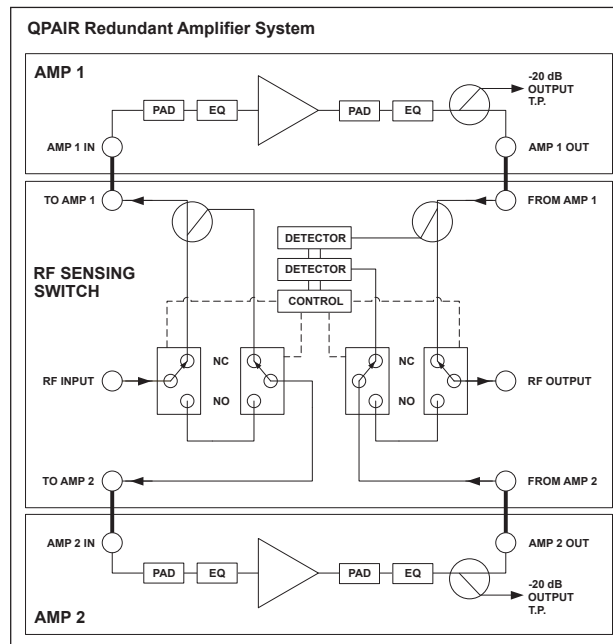 QPAIR Redundant Amplifier System
AMP 1
-20 dB
OUTPUT
T.P.
PAD
EQ
PAD
EQ
AMP 1 IN
AMP 1 OUT
TO AMP 1
FROM AMP 1
DETECTOR
DETECTOR
CONTROL
RF SENSING
SWITCH
NC
NC
RF INPUT
RF OUTPUT
NO
NO
TO AMP 2
FROM AMP 2
AMP 2 IN
AMP 2 OUT
PAD
EQ
PAD
EQ
-20 dB
OUTPUT
T.P.
AMP 2